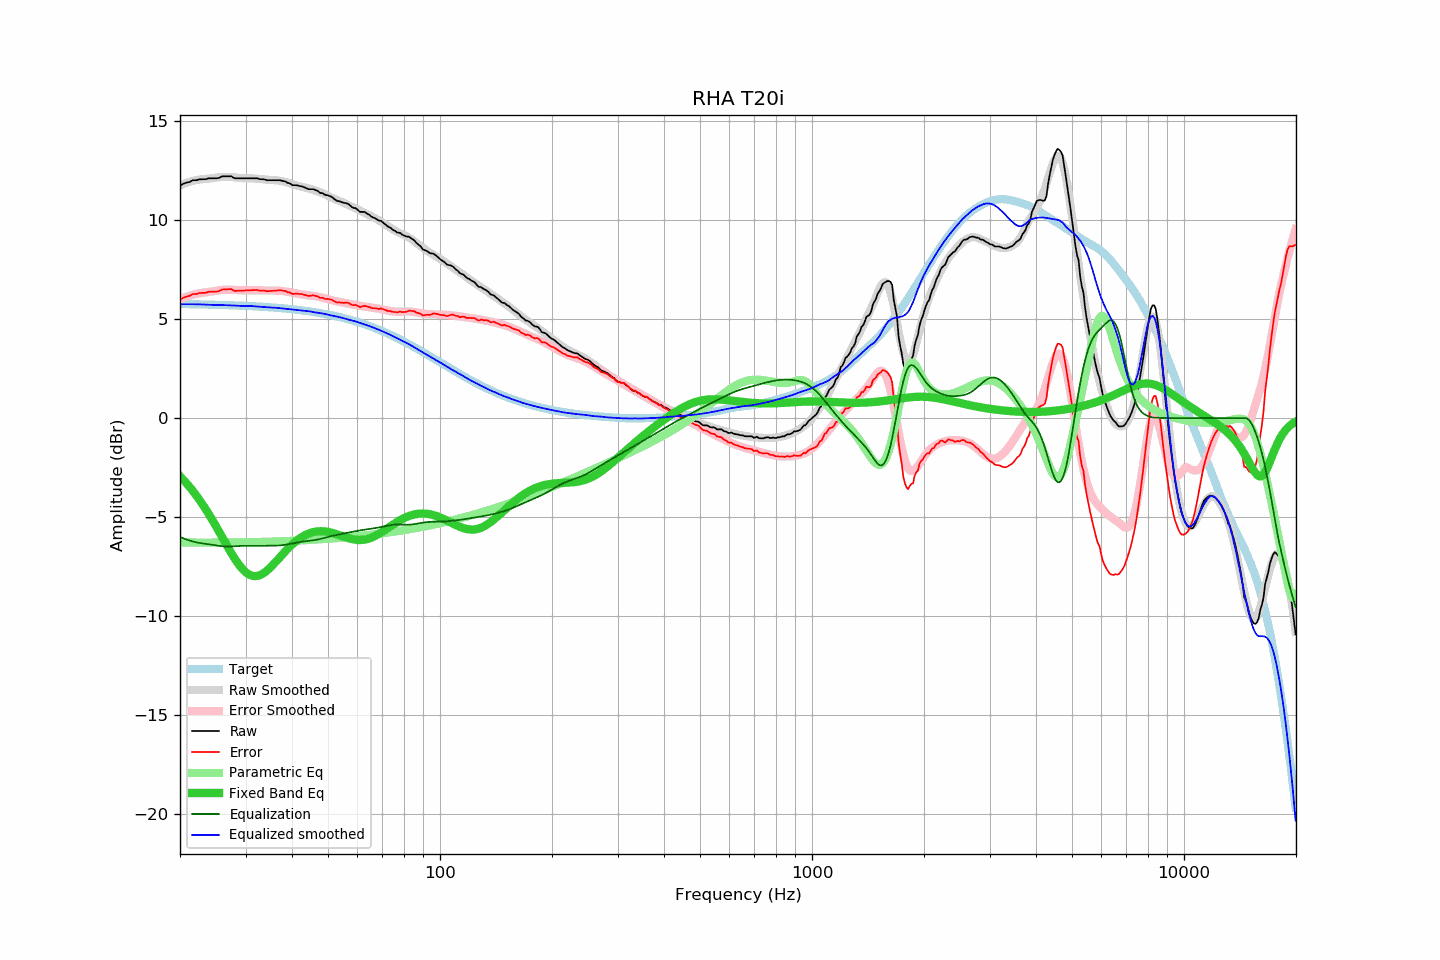 RHA T20i
15
10
5
0
−5
−10
−15
−20
Amplitude (dBr)
100
1000
10000
Frequency (Hz)
Target
Raw Smoothed
Error Smoothed
Raw
Error
Parametric Eq
Fixed Band Eq
Equalization
Equalized smoothed